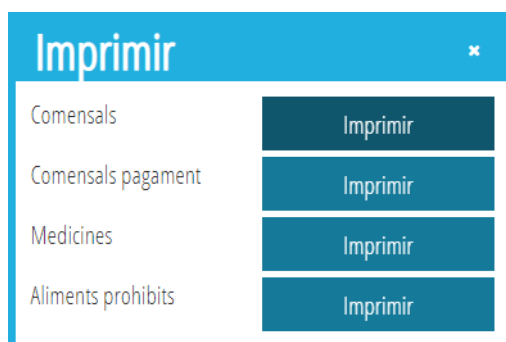 Imprimir ×
Comensals Imprimir
Comensals pagament Imprimir
Medicines Imprimir
Aliments prohibits Imprimir